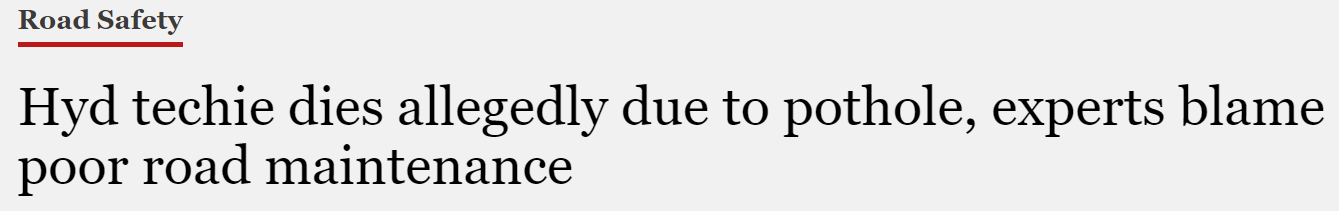 Road Safety
Hyd techie dies allegedly due to pothole, experts blame
poor road maintenance